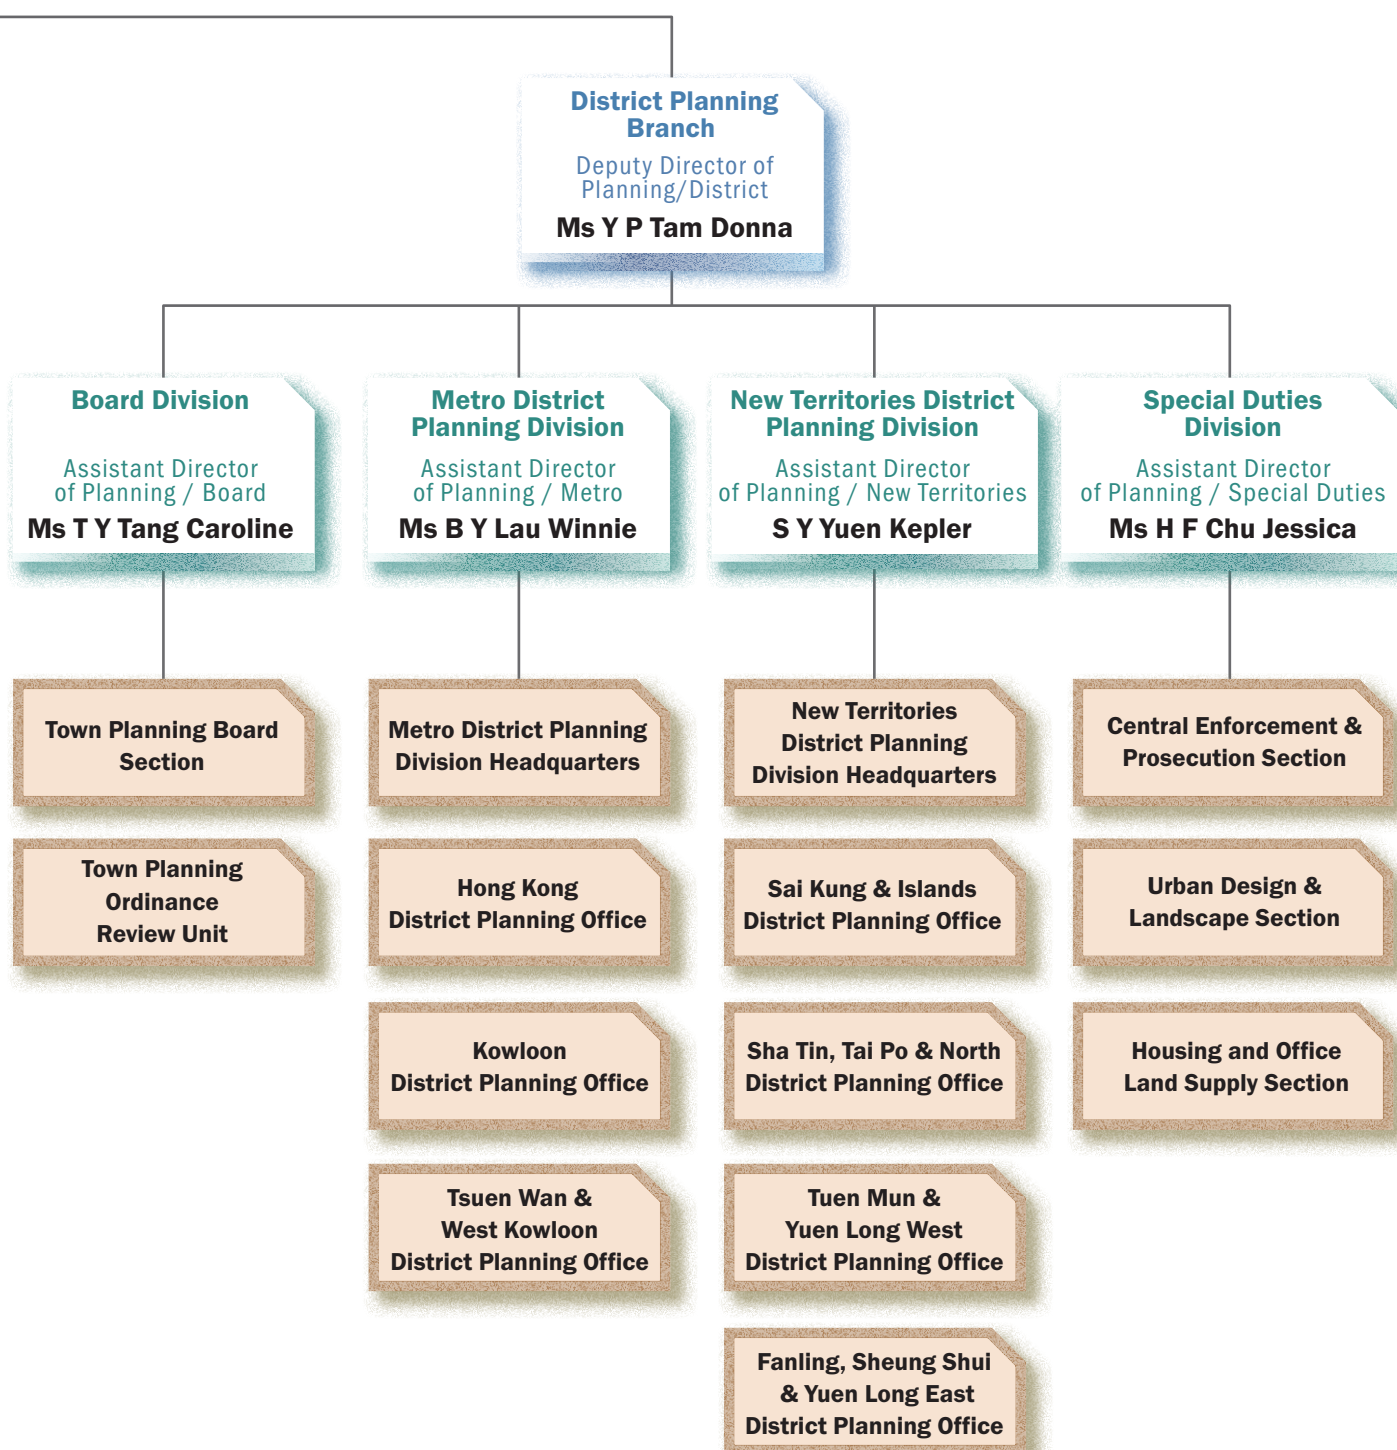 District Planning
Branch
Deputy Director of
Planning/District
Ms Y P Tam Donna
Board Division
Assistant Director
of Planning / Board
Ms T Y Tang Caroline
Metro District
Planning Division
Assistant Director
of Planning / Metro
Ms B Y Lau Winnie
New Territories District
Planning Division
Assistant Director
of Planning / New Territories
S Y Yuen Kepler
Special Duties
Division
Assistant Director
of Planning / Special Duties
Ms H F Chu Jessica
Town Planning Board
Section
Town Planning
Ordinance
Review Unit
Metro District Planning
Division Headquarters
Hong Kong
District Planning Office
Kowloon
District Planning Office
Tsuen Wan &
West Kowloon
District Planning Office
New Territories
District Planning
Division Headquarters
Sai Kung & Islands
District Planning Office
Sha Tin, Tai Po & North
District Planning Office
Tuen Mun &
Yuen Long West
District Planning Office
Fanling, Sheung Shui
& Yuen Long East
District Planning Office
Central Enforcement &
Prosecution Section
Urban Design &
Landscape Section
Housing and Office
Land Supply Section